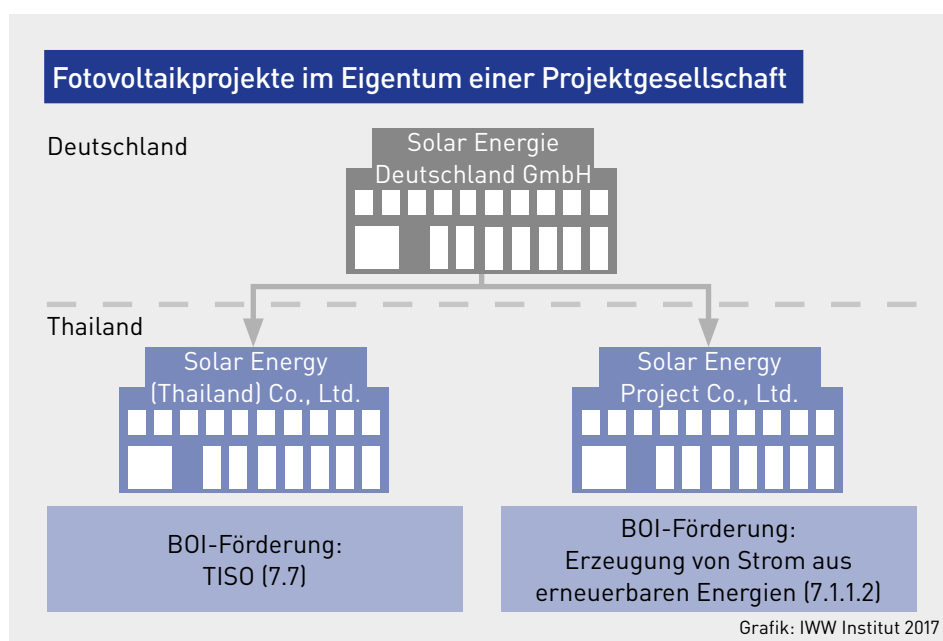 Fotovoltaikprojekte im Eigentum einer Projektgesellschaft
Deutschland
Solar Energie
Deutschland GmbH
Thailand
Solar Energy
(Thailand) Co., Ltd.
Solar Energy
Project Co., Ltd.
BOI-Förderung:
TISO (7.7)
BOI-Förderung:
Erzeugung von Strom aus
erneuerbaren Energien (7.1.1.2)
Grafik: IWW Institut 2017